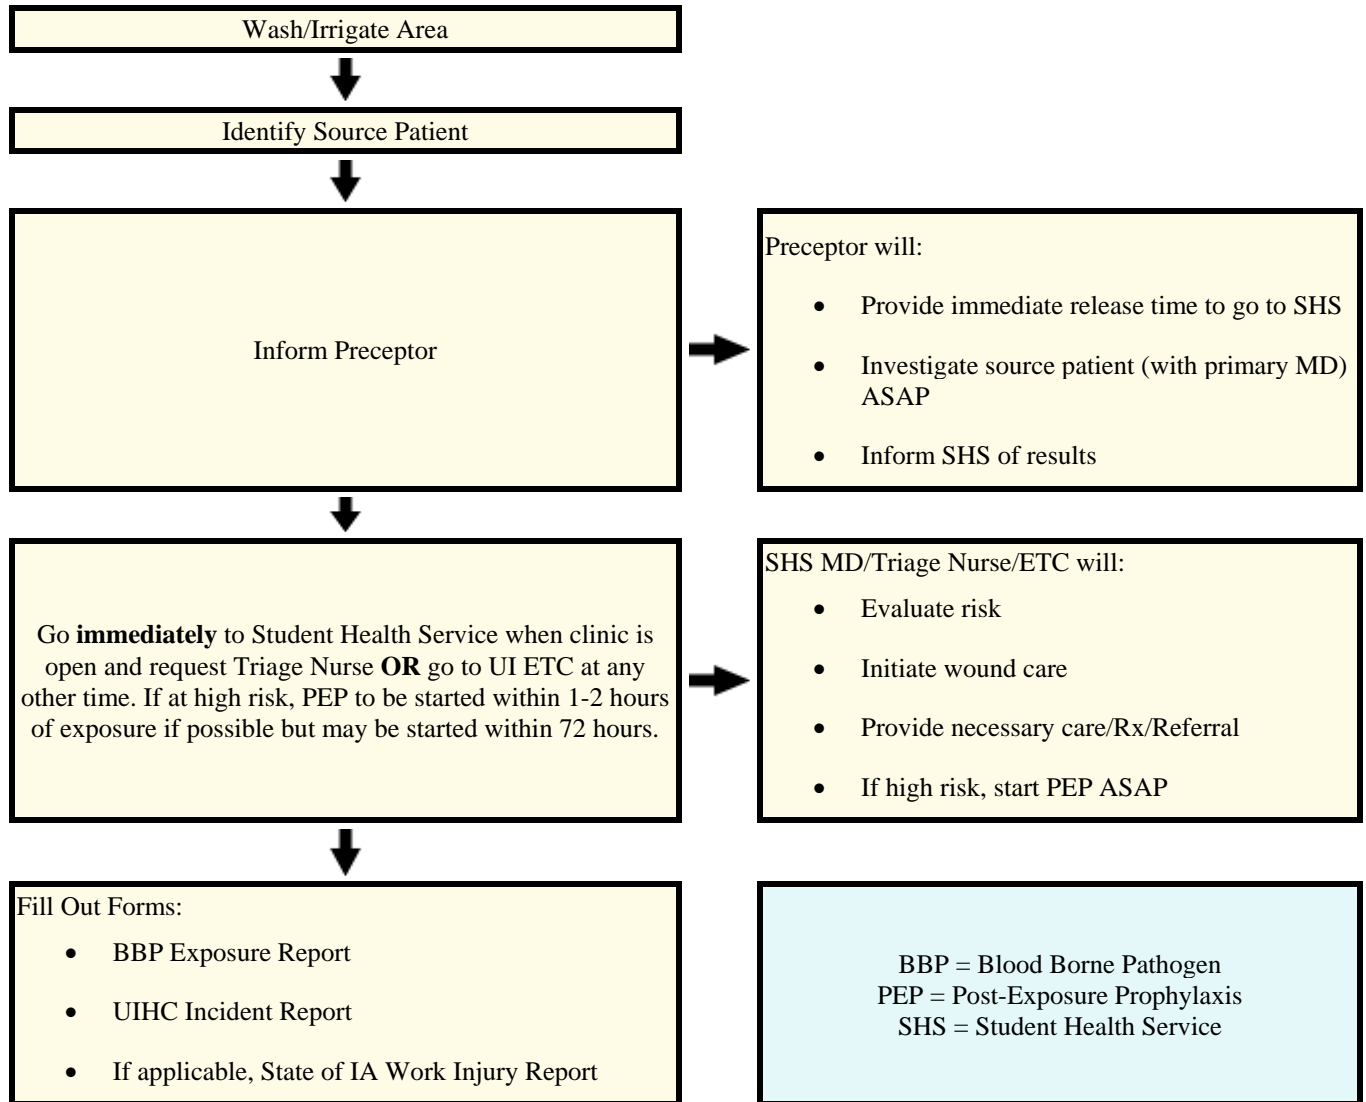 Wash/Irrigate Area
Identify Source Patient
Inform Preceptor
Preceptor will:
• Provide immediate release time to go to SHS
• Investigate source patient (with primary MD)
ASAP
• Inform SHS of results
Go immediately to Student Health Service when clinic is
open and request Triage Nurse OR go to UI ETC at any
other time. If at high risk, PEP to be started within 1-2 hours
of exposure if possible but may be started within 72 hours.
SHS MD/Triage Nurse/ETC will:
• Evaluate risk
• Initiate wound care
• Provide necessary care/Rx/Referral
• If high risk, start PEP ASAP
Fill Out Forms:
• BBP Exposure Report
• UIHC Incident Report
• If applicable, State of IA Work Injury Report
BBP = Blood Borne Pathogen
PEP = Post-Exposure Prophylaxis
SHS = Student Health Service